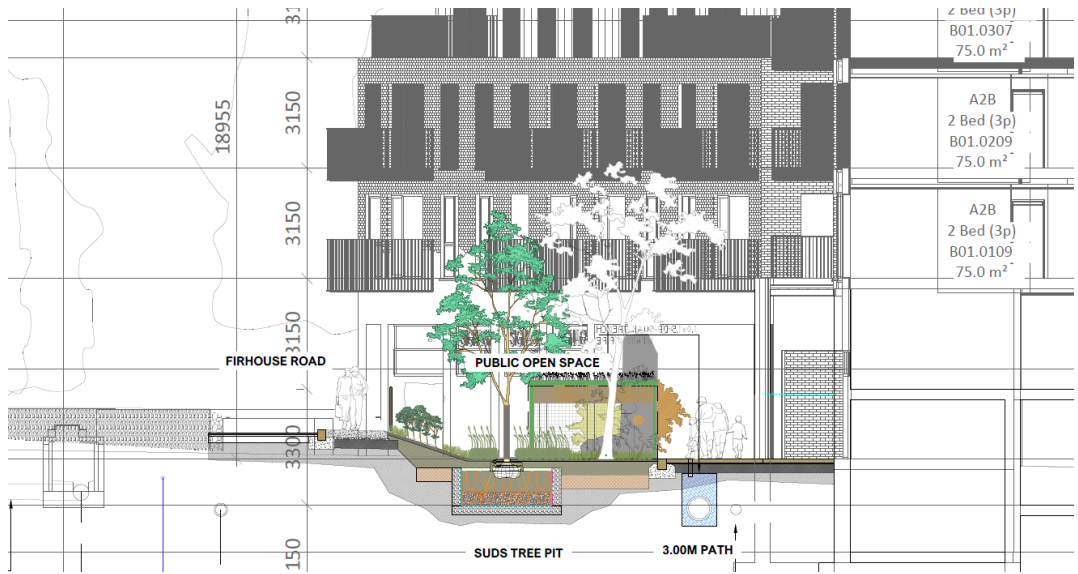 2 Bed (3p)
B01.0307
75.0 m²
3150
18955
3150
A2B
2 Bed (3p)
B01.0209
75.0 m²
3150
A2B
2 Bed (3p)
B01.0109
75.0 m²
3150
FIRHOUSE ROAD
PUBLIC OPEN SPACE
3300
SUDS TREE PIT
3.00M PATH
150